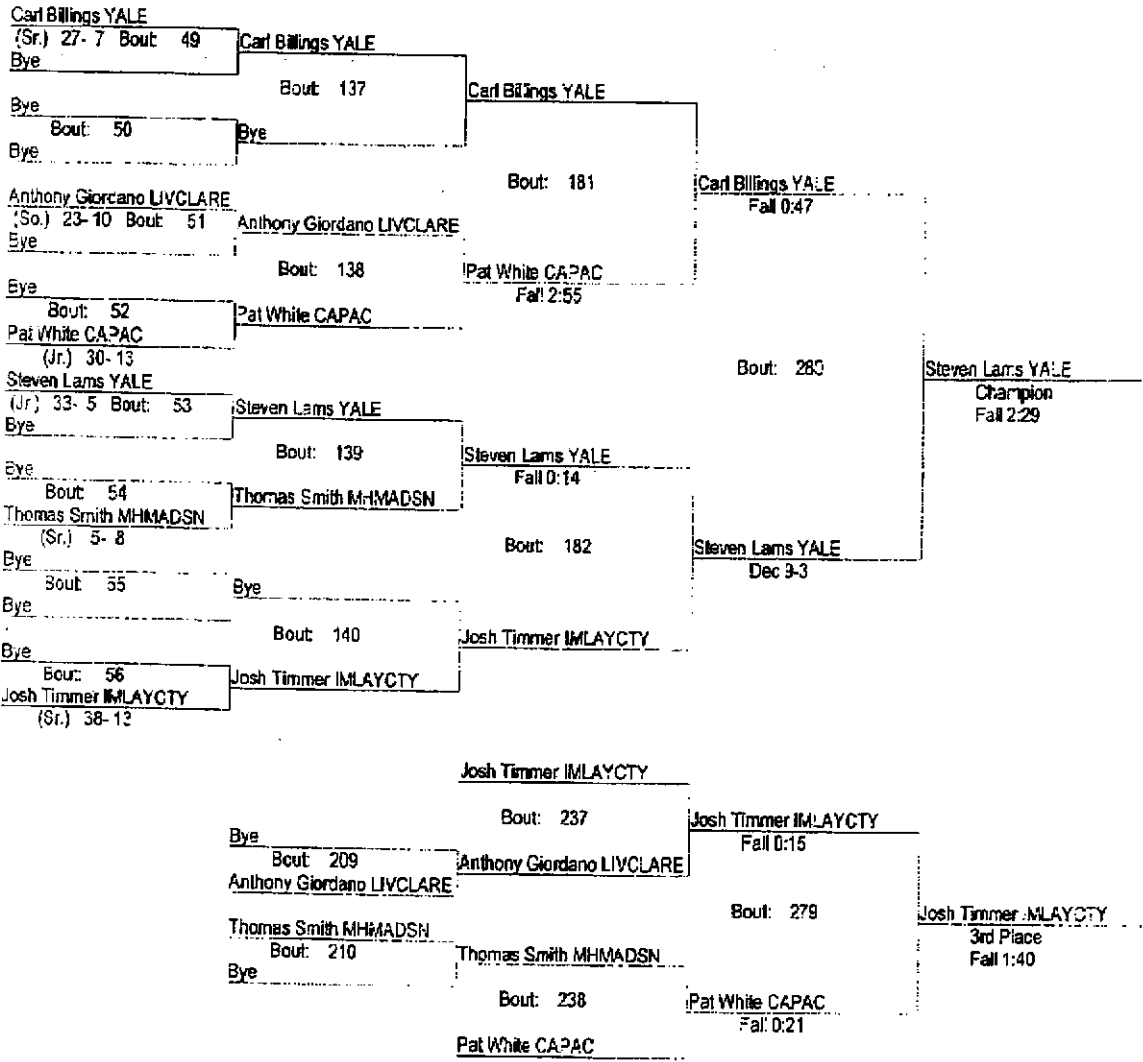 Carl Billings YALE
(Sr.) 27- 7 Bout: 49
Bye
Carl Billings YALE
Bout: 137
Carl Billings YALE
Bye
Bout: 50
Bye
Bye
Bout: 181
Carl Billings YALE
Fall 0:47
Anthony Giordano LIVCLARE
(So.) 23- 10 Bout: 51
Bye
Anthony Giordano LIVCLARE
Bout: 138
Pat White CAPAC
Fall 2:55
Bye
Bout: 52
Pat White CAPAC
(Jr.) 30- 13
Pat White CAPAC
Bout: 283
Steven Lams YALE
Champion
Fall 2:29
Steven Lams YALE
(Jr.) 33- 5 Bout: 53
Bye
Steven Lams YALE
Bout: 139
Steven Lams YALE
Fall 0:14
Bye
Bout: 54
Thomas Smith MHMADSN
(Sr.) 5- 8
Thomas Smith MHMADSN
Bout: 182
Steven Lams YALE
Dec 9-3
Bye
Bout: 55
Bye
Bye
Bout: 140
Josh Timmer IMLAYCTY
Bye
Bout: 56
Josh Timmer IMLAYCTY
(Sr.) 38- 13
Josh Timmer IMLAYCTY
Josh Timmer IMLAYCTY
Bout: 237
Josh Timmer IMLAYCTY
Fall 0:15
Bye
Bout: 209
Anthony Giordano LIVCLARE
Anthony Giordano LIVCLARE
Bout: 279
Josh Timmer IMLAYCTY
3rd Place
Fall 1:40
Thomas Smith MHMADSN
Bout: 210
Bye
Thomas Smith MHMADSN
Bout: 238
Pat White CAPAC
Fall 0:21
Pat White CAPAC